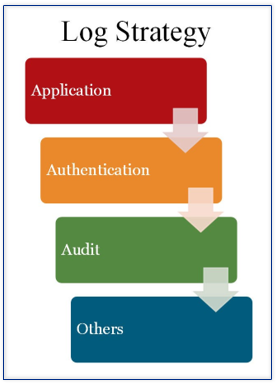 Log Strategy
Application
Authentication
Audit
Others